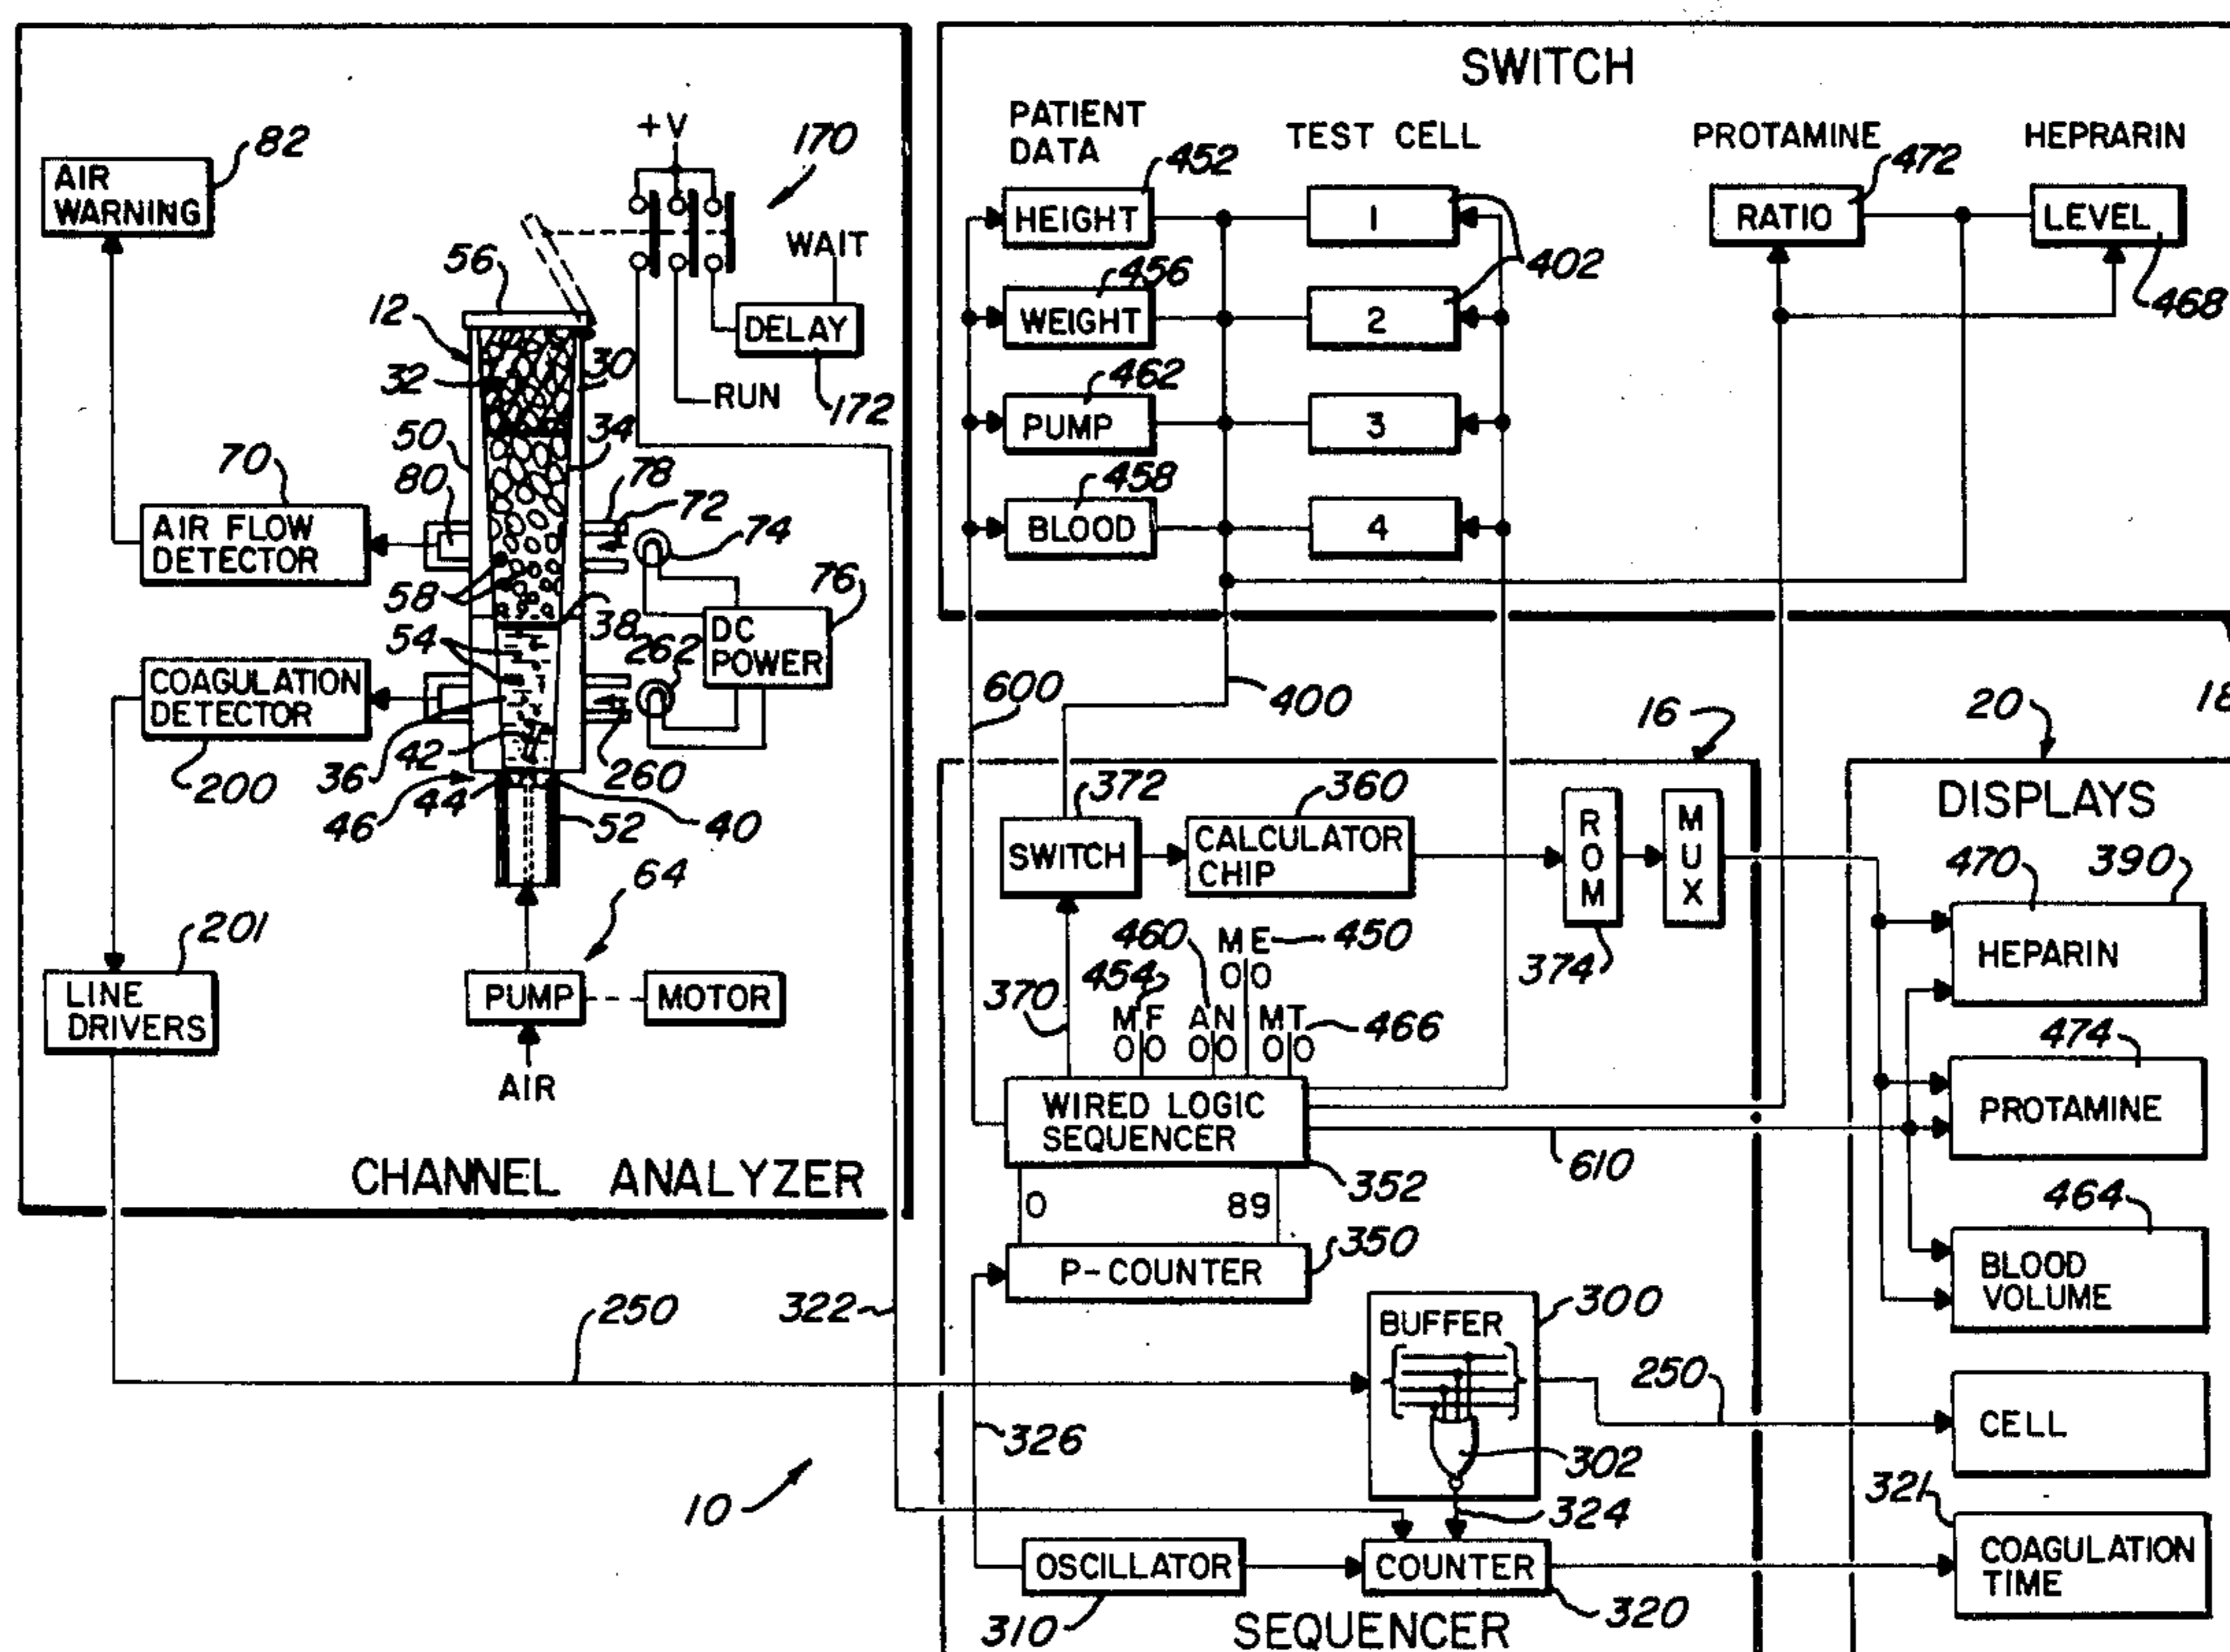 AIR
WARNING
82
+V
170
WAIT
DELAY
172
RUN
56
12
32
30
50
34
70
80
78
72
74
AIR FLOW
DETECTOR
58
38
76
DC
POWER
54
262
COAGULATION
DETECTOR
200
36
42
46
44
260
40
52
64
201
LINE
DRIVERS
PUMP
MOTOR
AIR
CHANNEL ANALYZER
322
250
10
SWITCH
PATIENT
DATA
TEST CELL
PROTAMINE
HEPRARIN
452
HEIGHT
1
472
RATIO
LEVEL
402
468
456
WEIGHT
2
462
PUMP
3
458
BLOOD
4
600
400
16
20
18
372
SWITCH
360
CALCULATOR
CHIP
ROM
MUX
374
370
454
MF
00
460
AN
00
ME
00
450
MT
00
466
WIRED LOGIC
SEQUENCER
352
610
0
89
P-COUNTER
350
BUFFER
300
302
324
326
250
OSCILLATOR
310
COUNTER
320
SEQUENCER
DISPLAYS
470
390
HEPARIN
474
PROTAMINE
464
BLOOD
VOLUME
CELL
321
COAGULATION
TIME